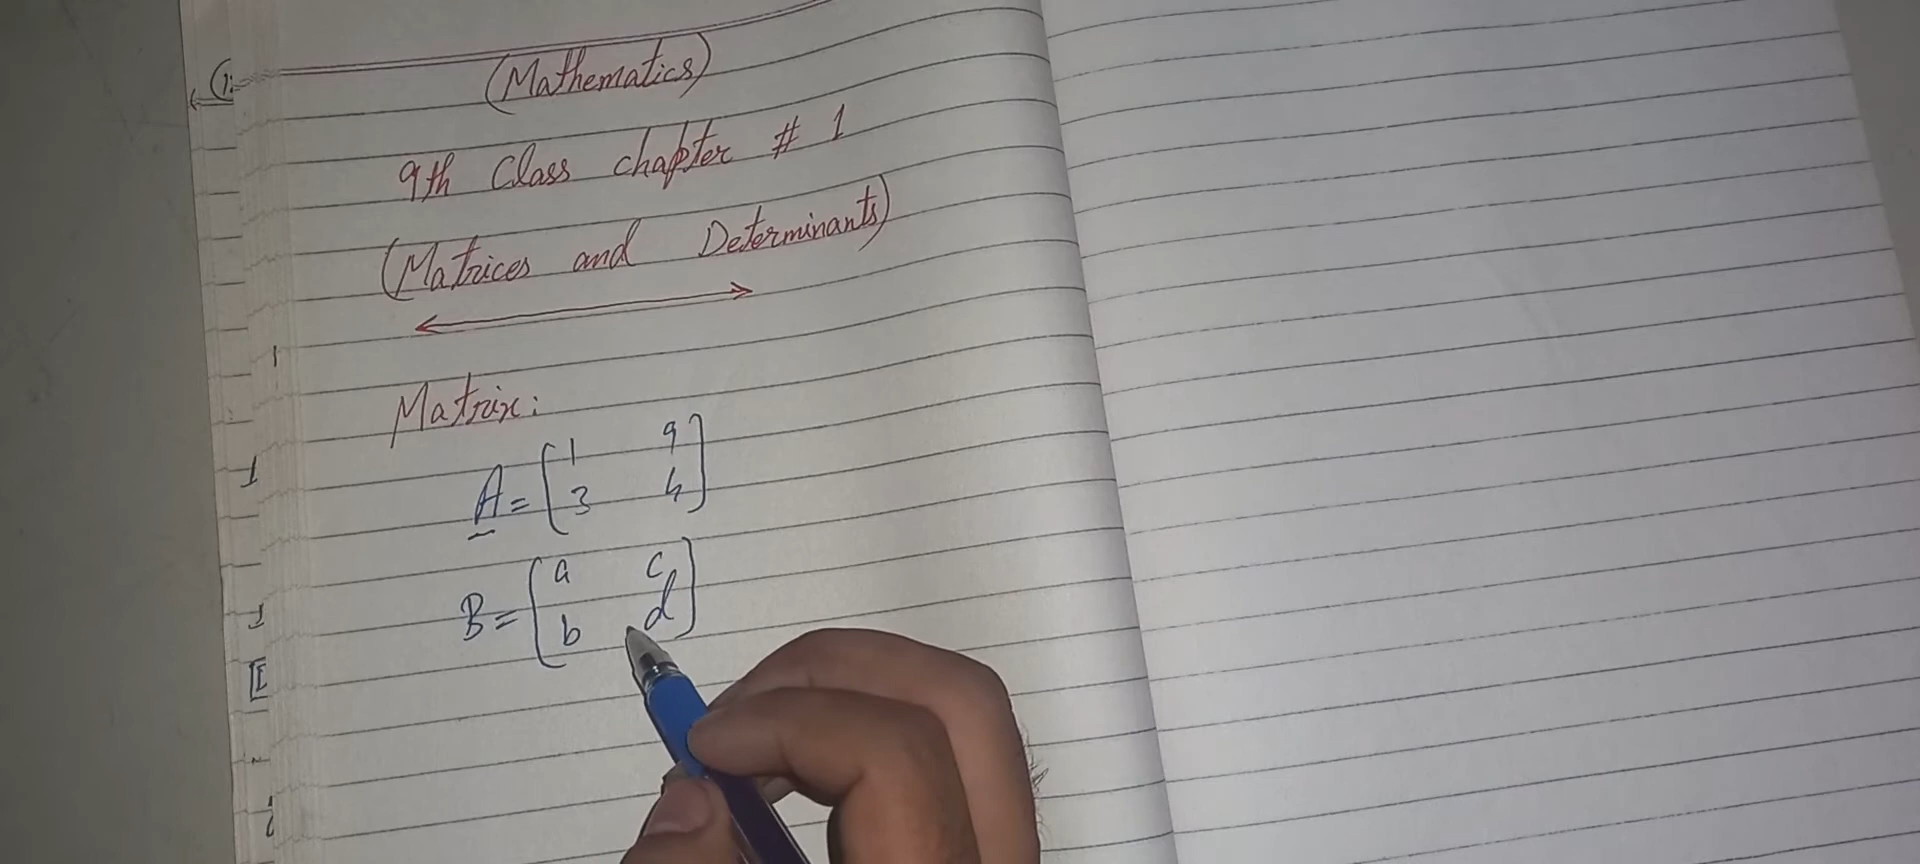 (Mathematics)
9th Class chapter # 1
(Matrices and Determinants)
Matrix:
A = [1 9
3 4]
B = [a c
b d]